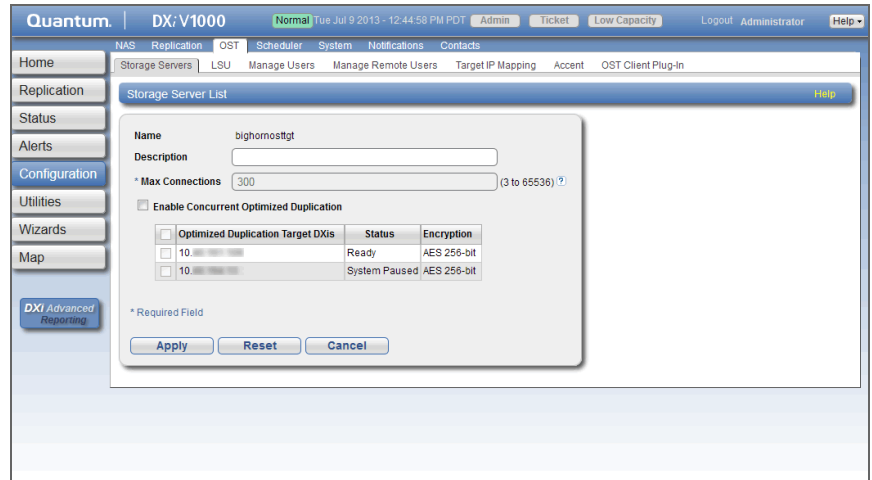 Quantum. DXi V1000 Normal Tue Jul 9 2013 - 12:44:58 PM PDT Admin Ticket Low Capacity Logout Administrator Help
NAS Replication OST Scheduler System Notifications Contacts
Storage Servers LSU Manage Users Manage Remote Users Target IP Mapping Accent OST Client Plug-In
Home
Replication
Status
Alerts
Configuration
Utilities
Wizards
Map
DXi Advanced
Reporting
Storage Server List Help
Name bighornosttgt
Description
* Max Connections 300 (3 to 65536) ?
Enable Concurrent Optimized Duplication
Optimized Duplication Target DXis Status Encryption
10. Ready AES 256-bit
10. System Paused AES 256-bit
* Required Field
Apply Reset Cancel